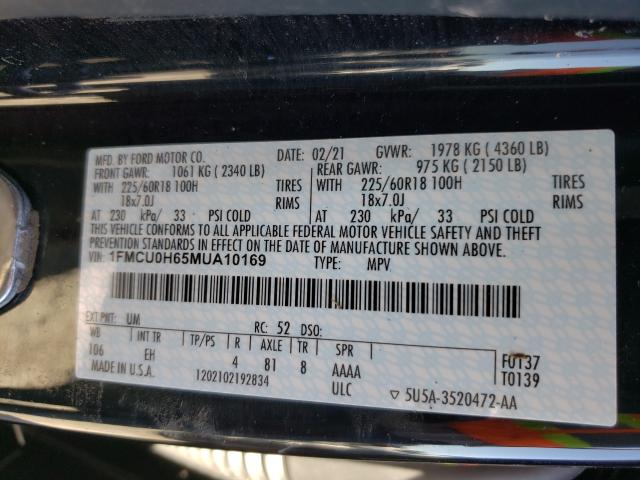 MFD. BY FORD MOTOR CO. DATE: 02/21 GVWR: 1978 KG ( 4360 LB)
FRONT GAWR: 1061 KG ( 2340 LB) REAR GAWR: 975 KG ( 2150 LB)
WITH 225/60R18 100H TIRES WITH 225/60R18 100H TIRES
18x7.0J RIMS 18x7.0J RIMS
AT 230 kPa/ 33 PSI COLD AT 230 kPa/ 33 PSI COLD
THIS VEHICLE CONFORMS TO ALL APPLICABLE FEDERAL MOTOR VEHICLE SAFETY AND THEFT
PREVENTION STANDARDS IN EFFECT ON THE DATE OF MANUFACTURE SHOWN ABOVE.
VIN: 1FMCU0H65MUA10169 TYPE: MPV
EXT PNT: UM RC: 52 DSO:
WB INT TR TP/PS R AXLE TR SPR
106 EH 4 81 8 AAAA F0137
MADE IN U.S.A. 1202102192834 ULC T0139
▽ 5U5A-3520472-AA